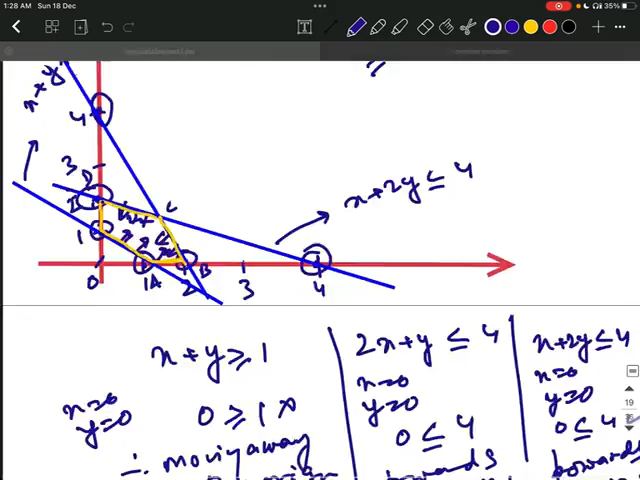 1:28 AM Sun 18 Dec
35%
x+y
4
3
D
2
1
C
x+2y ≤ 4
0
1A
2
B
3
4
x+y ≥ 1
x=0
y=0
0 ≥ 1 ×
∴ moving away
2x+y ≤ 4
x=0
y=0
0 ≤ 4
towards
x+2y ≤ 4
x=0
y=0
0 ≤ 4
towards
19